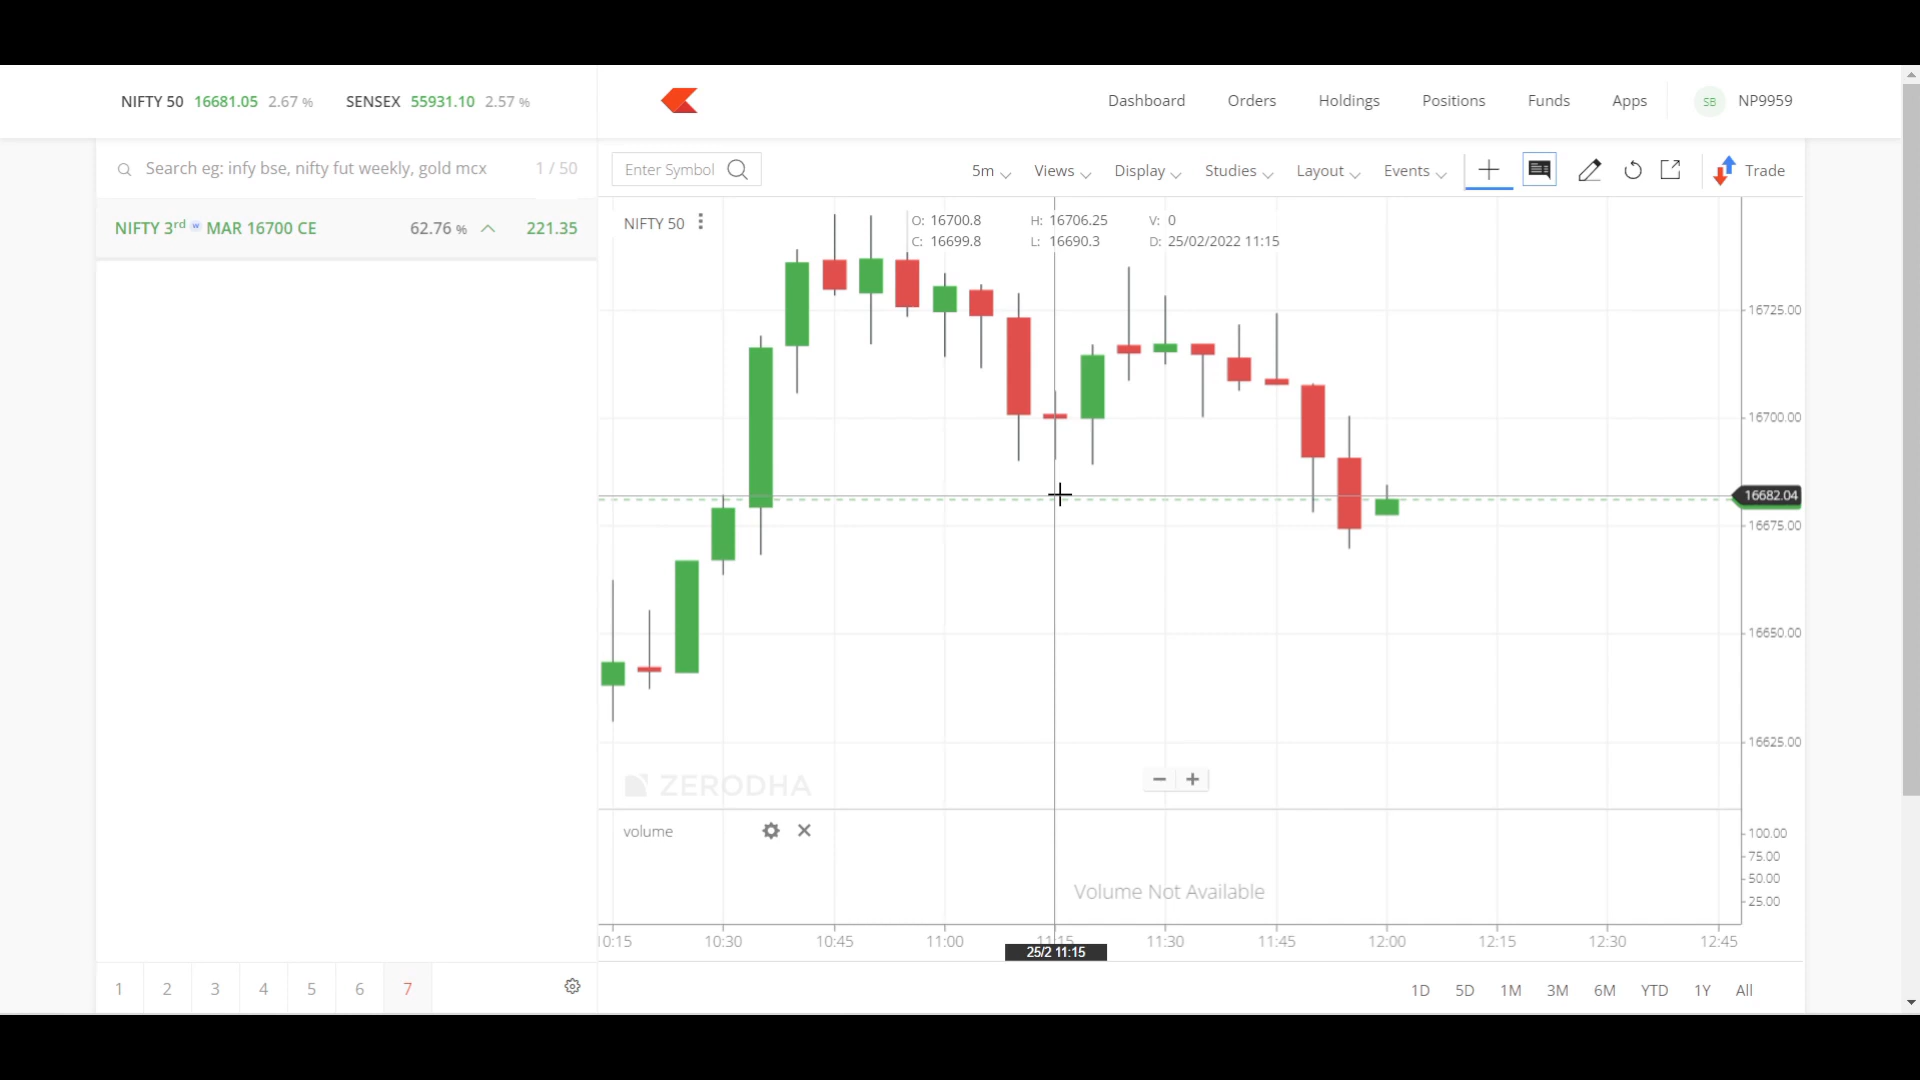 NIFTY 50 16681.05 2.67 % SENSEX 55931.10 2.57 %
Dashboard Orders Holdings Positions Funds Apps SB NP9959
Search eg: infy bse, nifty fut weekly, gold mcx 1 / 50
NIFTY 3rd w MAR 16700 CE 62.76 % 221.35
Enter Symbol 5m Views Display Studies Layout Events Trade
NIFTY 50
O: 16700.8 H: 16706.25 V: 0
C: 16699.8 L: 16690.3 D: 25/02/2022 11:15
16725.00
16700.00
16682.04
16675.00
16650.00
16625.00
ZERODHA
volume
100.00
75.00
50.00
25.00
Volume Not Available
10:15 10:30 10:45 11:00 11:15 11:30 11:45 12:00 12:15 12:30 12:45
25/2 11:15
1 2 3 4 5 6 7
1D 5D 1M 3M 6M YTD 1Y All